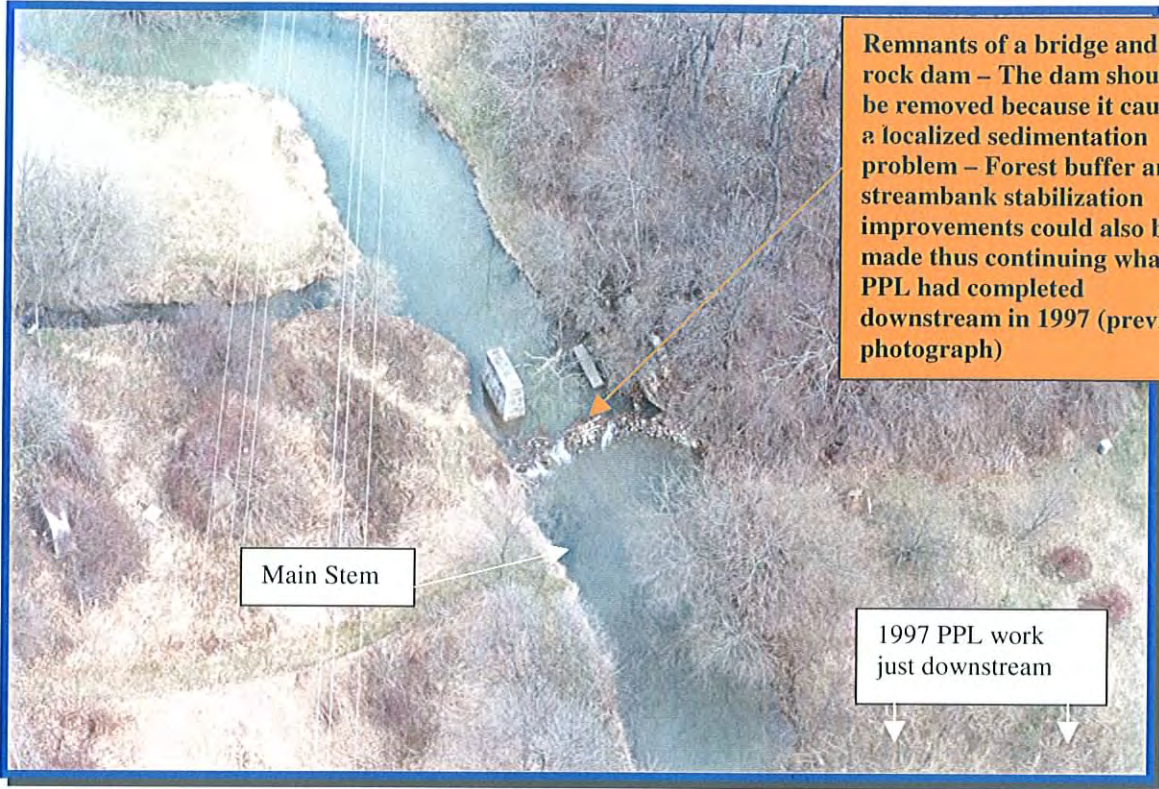 Remnants of a bridge and
rock dam – The dam shou
be removed because it cau
a localized sedimentation
problem – Forest buffer an
streambank stabilization
improvements could also b
made thus continuing wha
PPL had completed
downstream in 1997 (prev
photograph)
Main Stem
1997 PPL work
just downstream